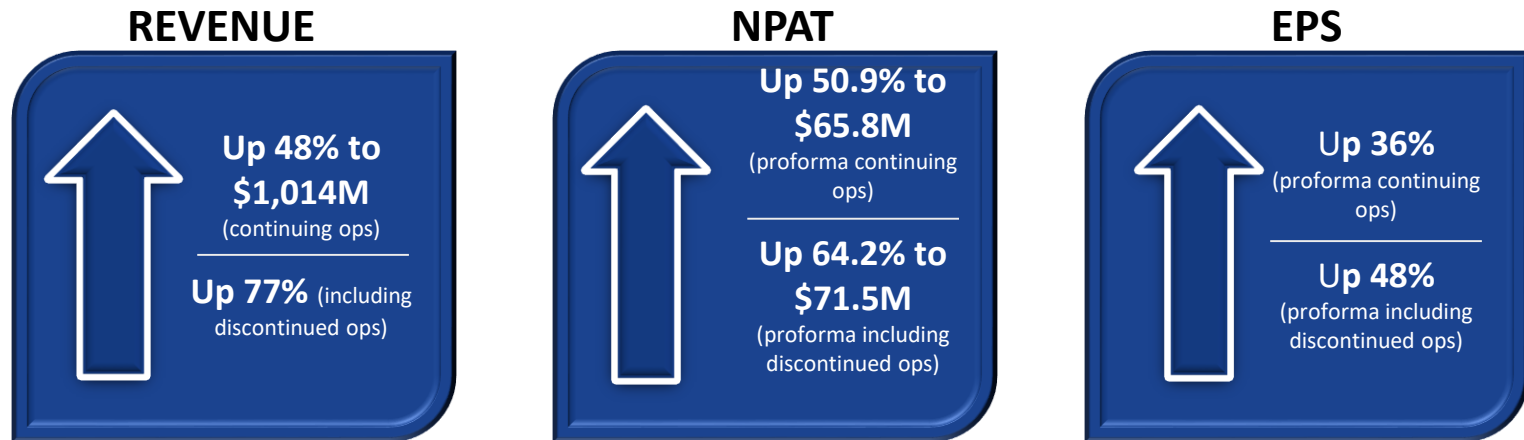 REVENUE
Up 48% to
$1,014M
(continuing ops)
Up 77% (including
discontinued ops)
NPAT
Up 50.9% to
$65.8M
(proforma continuing
ops)
Up 64.2% to
$71.5M
(proforma including
discontinued ops)
EPS
Up 36%
(proforma continuing
ops)
Up 48%
(proforma including
discontinued ops)